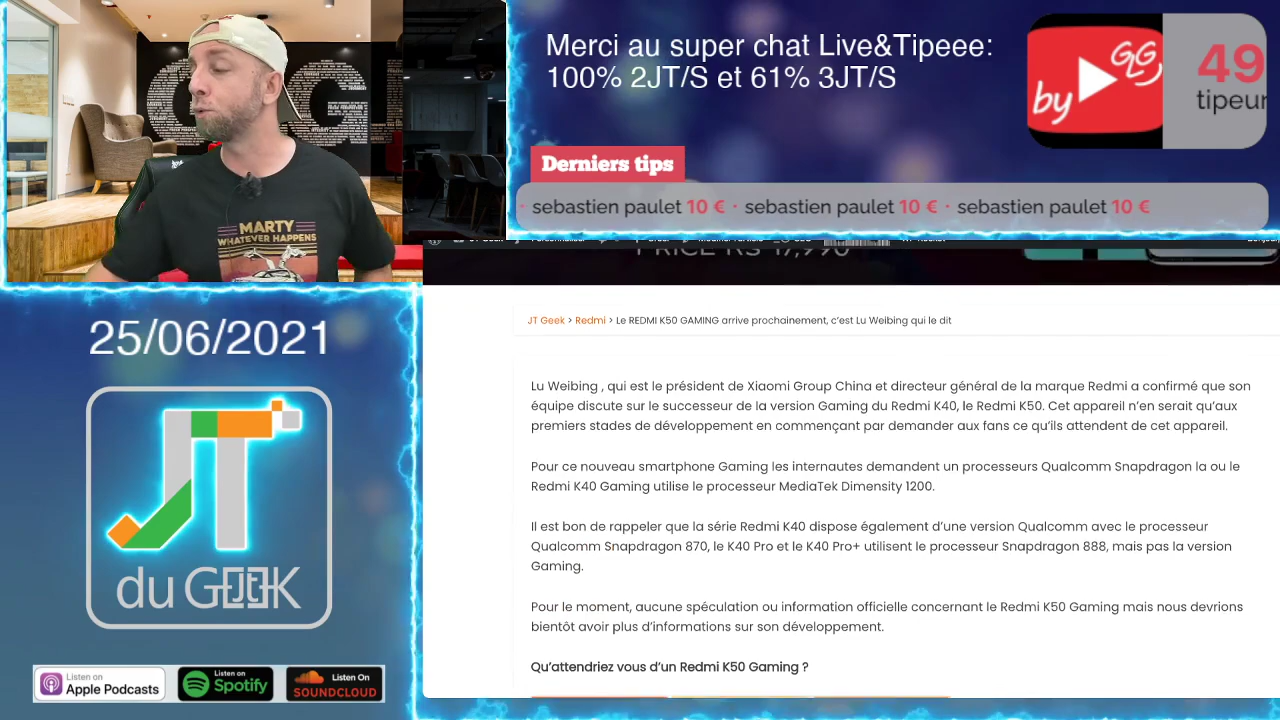 MARTY
WHATEVER HAPPENS
Merci au super chat Live&Tipeee:
100% 2JT/S et 61% 3JT/S
by GG
49
tipeur
Derniers tips
sebastien paulet 10 € · sebastien paulet 10 € · sebastien paulet 10 €
PRICE RS 17,990
25/06/2021
JT
du GEEK
Listen on
Apple Podcasts
Listen on
Spotify
Listen On
SOUNDCLOUD
JT Geek > Redmi > Le REDMI K50 GAMING arrive prochainement, c’est Lu Weibing qui le dit
Lu Weibing , qui est le président de Xiaomi Group China et directeur général de la marque Redmi a confirmé que son
équipe discute sur le successeur de la version Gaming du Redmi K40, le Redmi K50. Cet appareil n’en serait qu’aux
premiers stades de développement en commençant par demander aux fans ce qu’ils attendent de cet appareil.
Pour ce nouveau smartphone Gaming les internautes demandent un processeurs Qualcomm Snapdragon la ou le
Redmi K40 Gaming utilise le processeur MediaTek Dimensity 1200.
Il est bon de rappeler que la série Redmi K40 dispose également d’une version Qualcomm avec le processeur
Qualcomm Snapdragon 870, le K40 Pro et le K40 Pro+ utilisent le processeur Snapdragon 888, mais pas la version
Gaming.
Pour le moment, aucune spéculation ou information officielle concernant le Redmi K50 Gaming mais nous devrions
bientôt avoir plus d’informations sur son développement.
Qu’attendriez vous d’un Redmi K50 Gaming ?